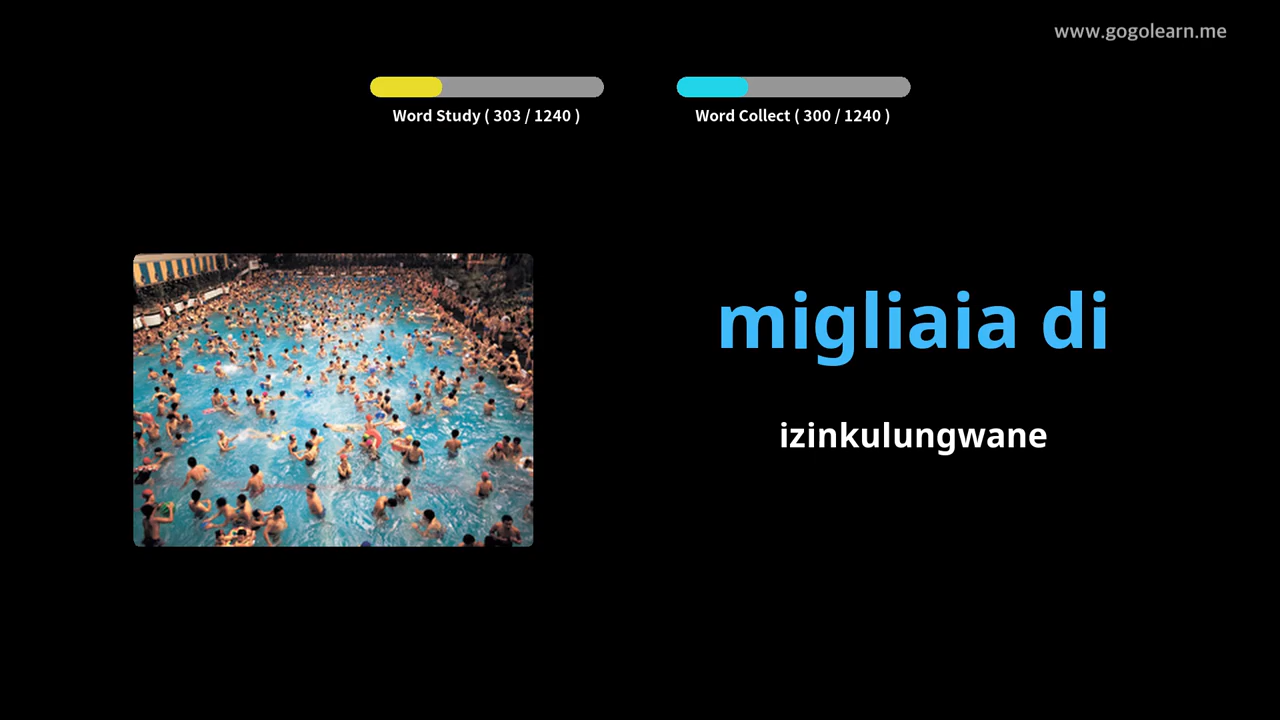 www.gogolearn.me
Word Study ( 303 / 1240 )
Word Collect ( 300 / 1240 )
migliaia di
izinkulungwane